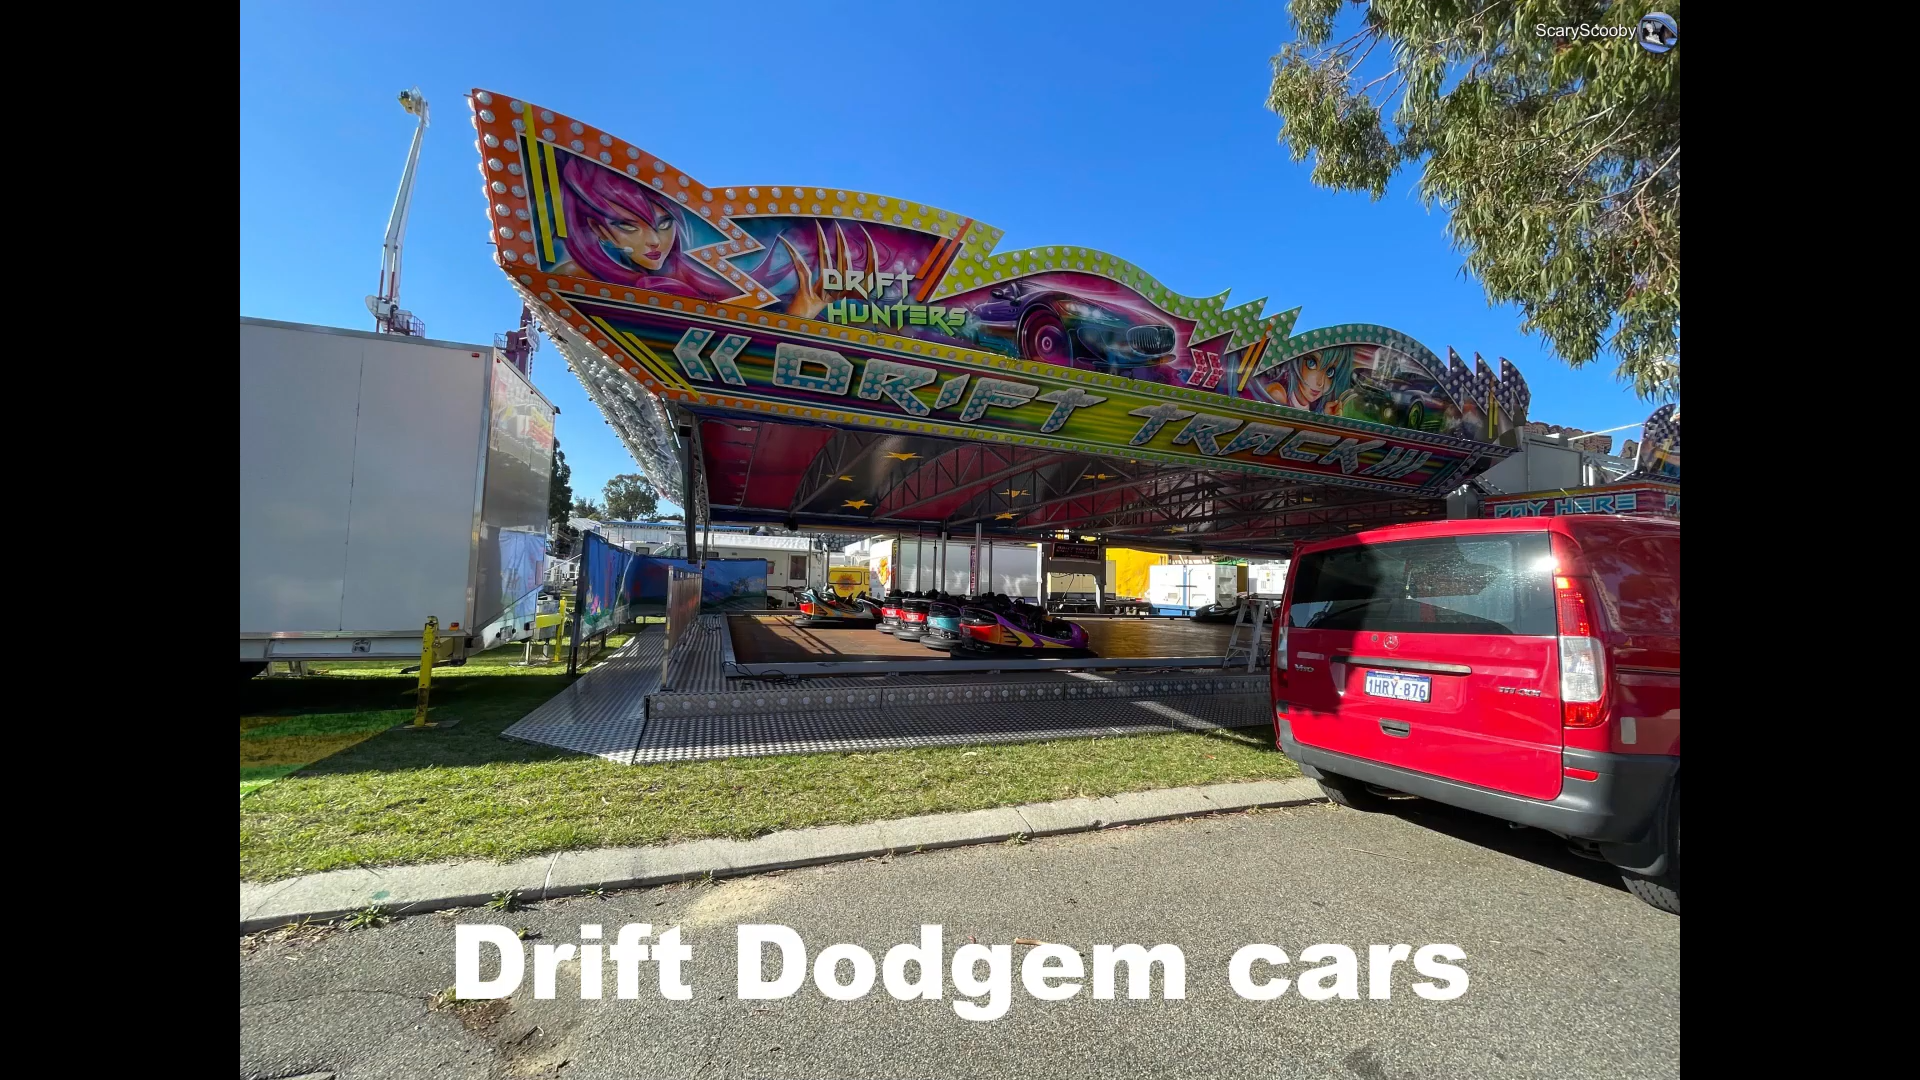 ScaryScooby
DRIFT
HUNTERS
DRIFT TRACK
PAY HERE
1HRY·876
Drift Dodgem cars